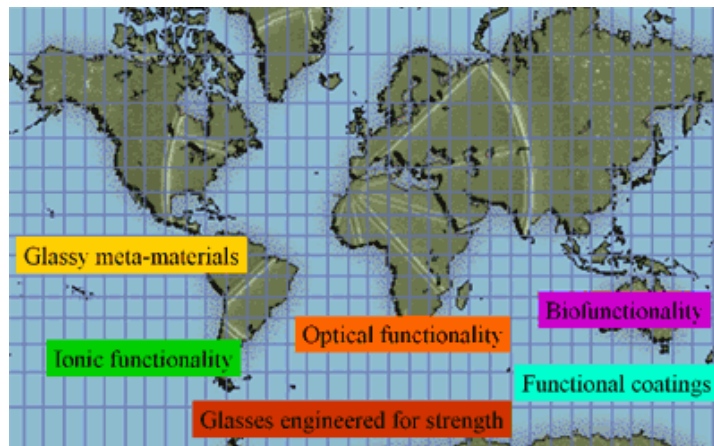 Glassy meta-materials
Biofunctionality
Optical functionality
Ionic functionality
Functional coatings
Glasses engineered for strength